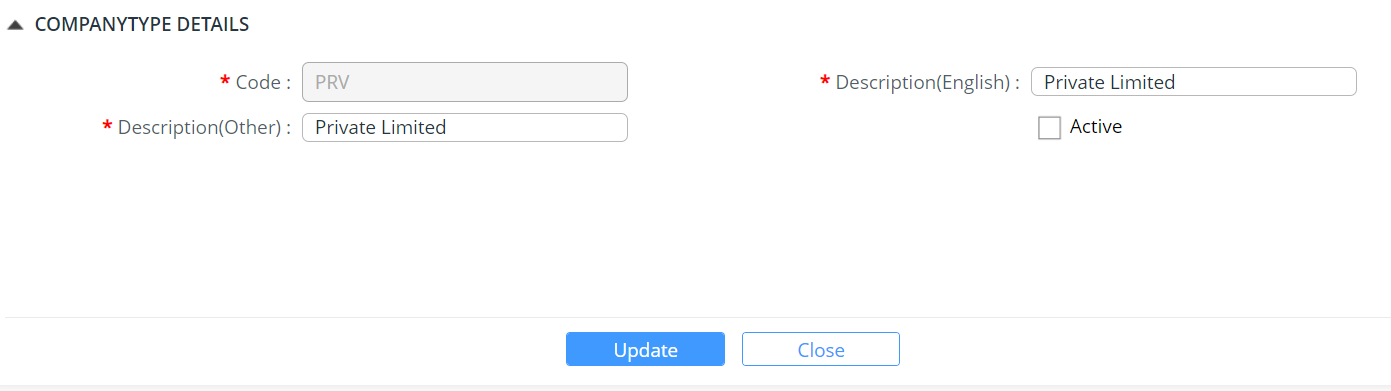 COMPANYTYPE DETAILS
* Code : PRV * Description(English) : Private Limited
* Description(Other) : Private Limited Active
Update Close